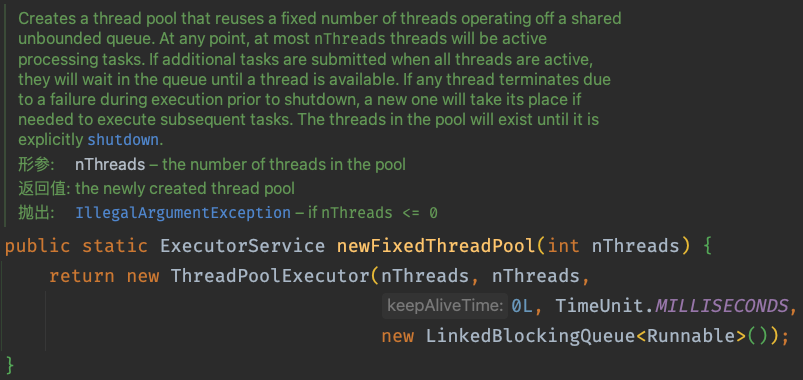 Creates a thread pool that reuses a fixed number of threads operating off a shared
unbounded queue. At any point, at most nThreads threads will be active
processing tasks. If additional tasks are submitted when all threads are active,
they will wait in the queue until a thread is available. If any thread terminates due
to a failure during execution prior to shutdown, a new one will take its place if
needed to execute subsequent tasks. The threads in the pool will exist until it is
explicitly shutdown.
形参: nThreads – the number of threads in the pool
返回值: the newly created thread pool
抛出: IllegalArgumentException – if nThreads <= 0
public static ExecutorService newFixedThreadPool(int nThreads) {
return new ThreadPoolExecutor(nThreads, nThreads,
keepAliveTime: 0L, TimeUnit.MILLISECONDS,
new LinkedBlockingQueue<Runnable>());
}